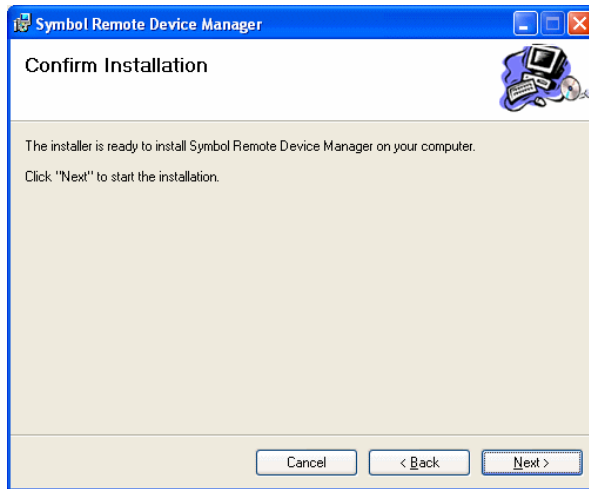 Symbol Remote Device Manager
Confirm Installation
The installer is ready to install Symbol Remote Device Manager on your computer.
Click "Next" to start the installation.
Cancel
< Back
Next >